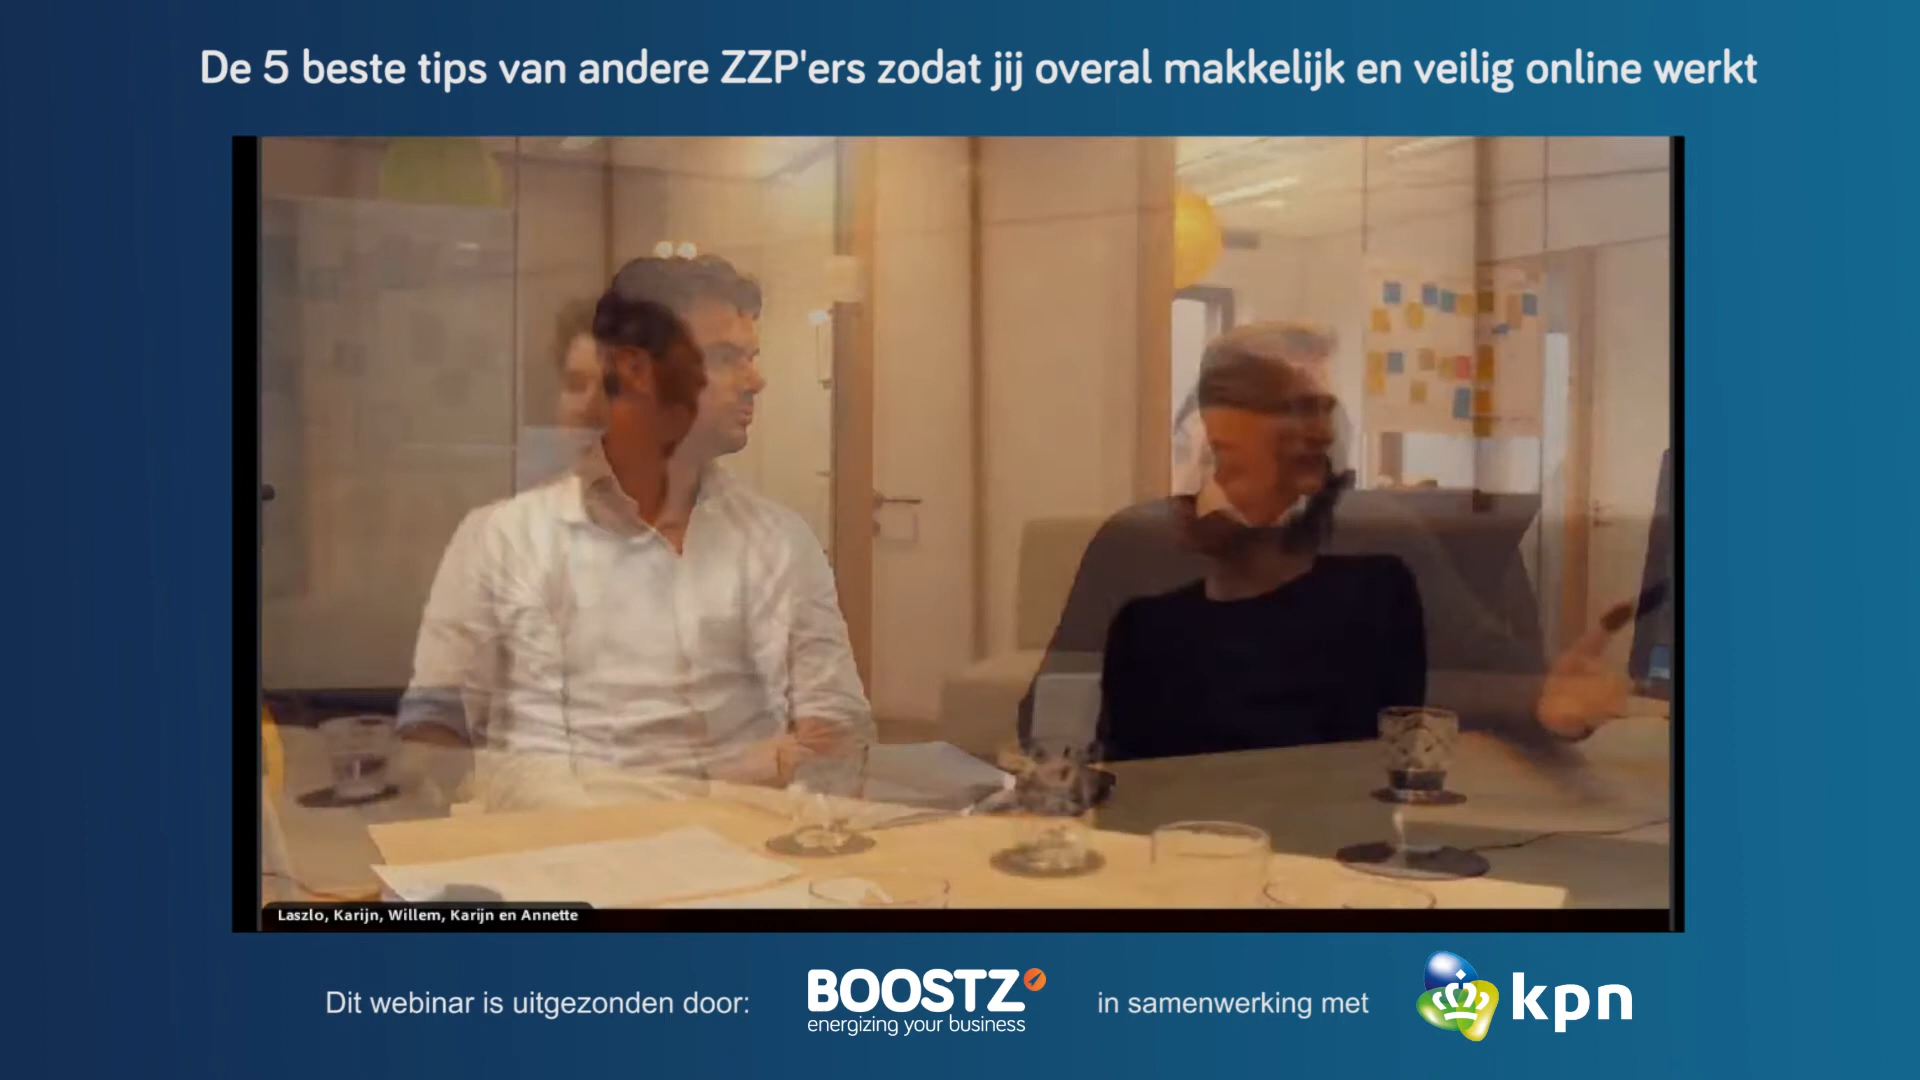 De 5 beste tips van andere ZZP'ers zodat jij overal makkelijk en veilig online werkt
Laszlo, Karijn, Willem, Karijn en Annette
Dit webinar is uitgezonden door:
BOOSTZ
energizing your business
in samenwerking met
kpn